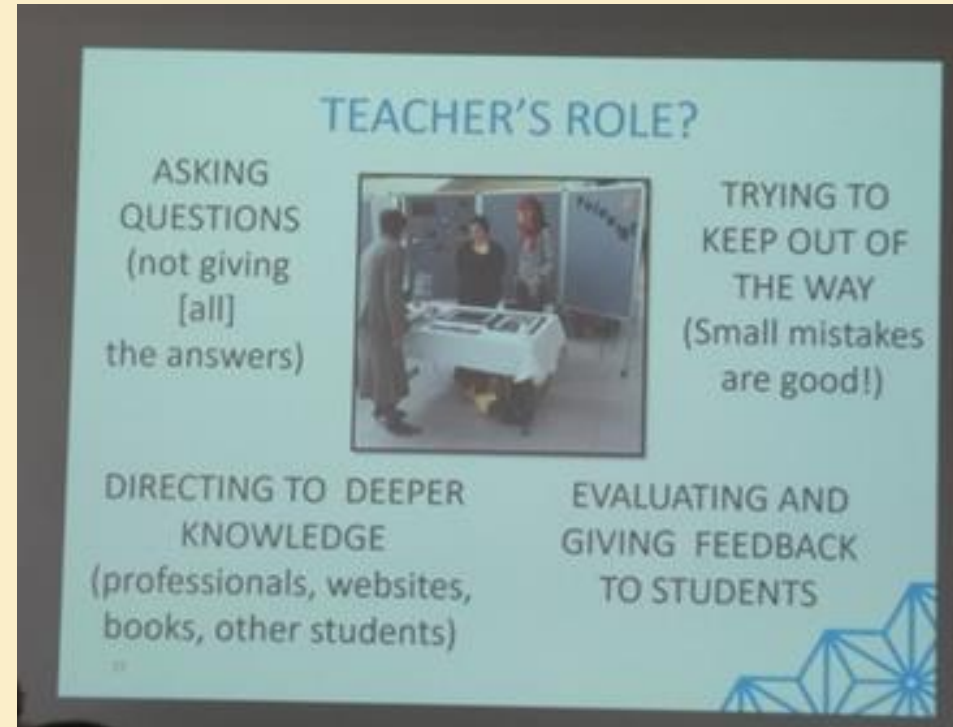 TEACHER'S ROLE?
ASKING
QUESTIONS
(not giving
[all]
the answers)
TRYING TO
KEEP OUT OF
THE WAY
(Small mistakes
are good!)
DIRECTING TO DEEPER
KNOWLEDGE
(professionals, websites,
books, other students)
EVALUATING AND
GIVING FEEDBACK
TO STUDENTS